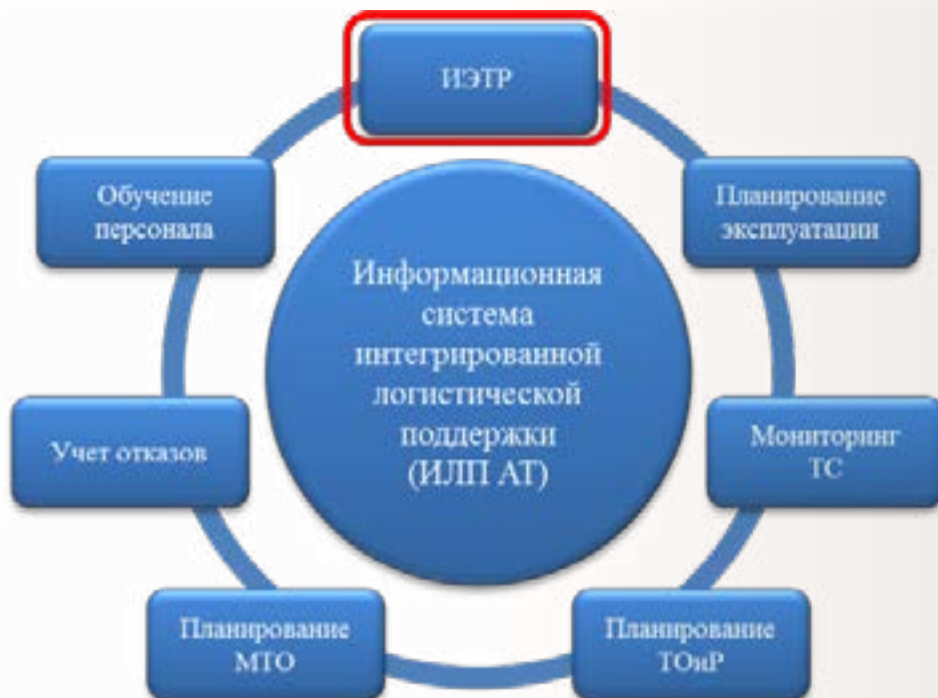 ИЭТР
Обучение
персонала
Планирование
эксплуатации
Информационная
система
интегрированной
логистической
поддержки
(ИЛП АТ)
Учет отказов
Мониторинг
ТС
Планирование
МТО
Планирование
ТОиР